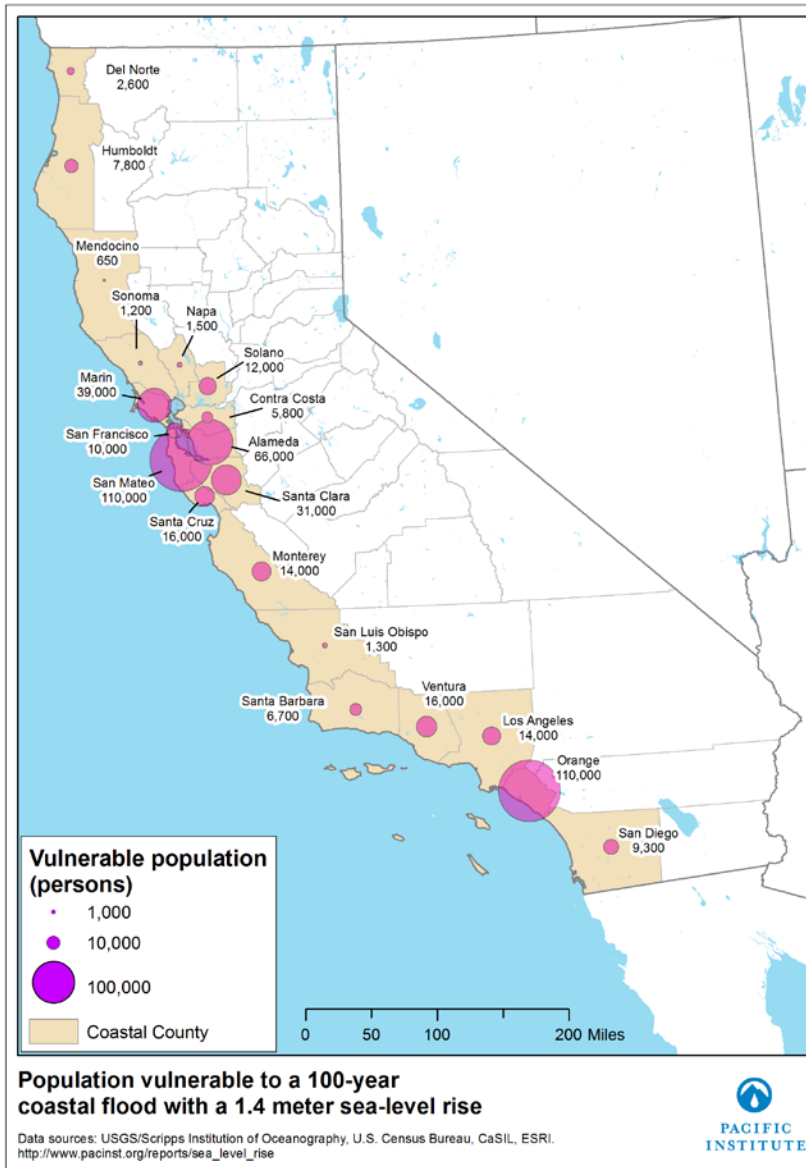 Del Norte
2,600
Humboldt
7,800
Mendocino
650
Sonoma
1,200
Napa
1,500
Solano
12,000
Marin
39,000
Contra Costa
5,800
San Francisco
10,000
Alameda
66,000
San Mateo
110,000
Santa Clara
31,000
Santa Cruz
16,000
Monterey
14,000
San Luis Obispo
1,300
Santa Barbara
6,700
Ventura
16,000
Los Angeles
14,000
Orange
110,000
San Diego
9,300
Vulnerable population
(persons)
1,000
10,000
100,000
Coastal County
0 50 100 200 Miles
Population vulnerable to a 100-year
coastal flood with a 1.4 meter sea-level rise
Data sources: USGS/Scripps Institution of Oceanography, U.S. Census Bureau, CaSIL, ESRI.
http://www.pacinst.org/reports/sea_level_rise
PACIFIC
INSTITUTE